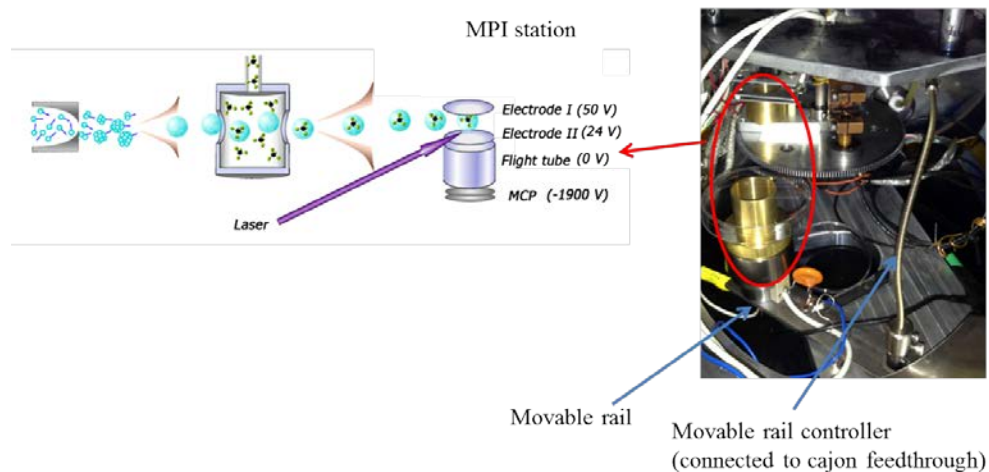 MPI station
Electrode I (50 V)
Electrode II (24 V)
Flight tube (0 V)
MCP (-1900 V)
Laser
Movable rail
Movable rail controller
(connected to cajon feedthrough)